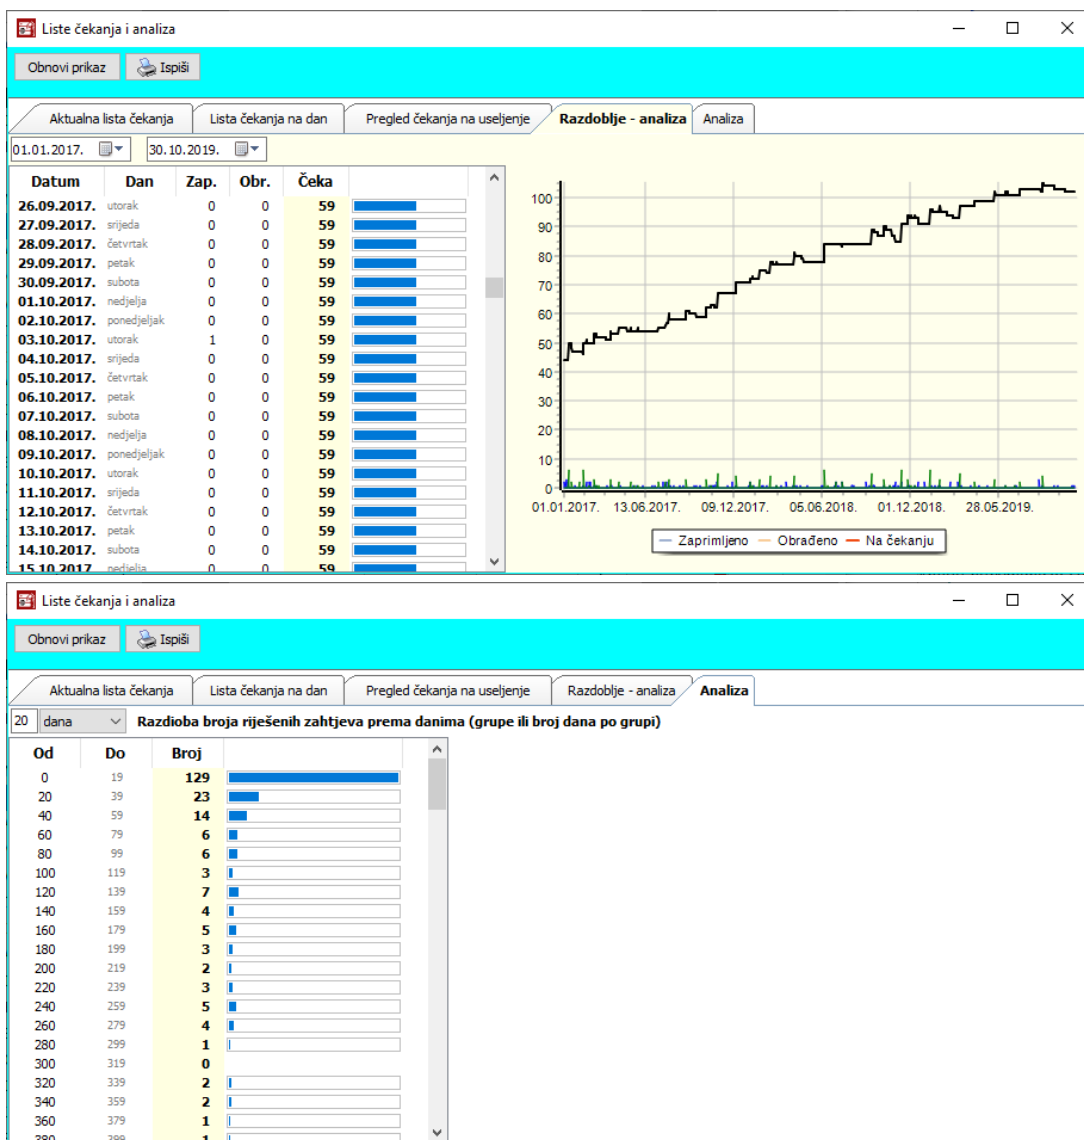 Liste čekanja i analiza
Obnovi prikaz Ispiši
Aktualna lista čekanja Lista čekanja na dan Pregled čekanja na useljenje Razdoblje - analiza Analiza
01.01.2017. 30.10.2019.
Datum Dan Zap. Obr. Čeka
26.09.2017. utorak 0 0 59
27.09.2017. srijeda 0 0 59
28.09.2017. četvrtak 0 0 59
29.09.2017. petak 0 0 59
30.09.2017. subota 0 0 59
01.10.2017. nedjelja 0 0 59
02.10.2017. ponedjeljak 0 0 59
03.10.2017. utorak 1 0 59
04.10.2017. srijeda 0 0 59
05.10.2017. četvrtak 0 0 59
06.10.2017. petak 0 0 59
07.10.2017. subota 0 0 59
08.10.2017. nedjelja 0 0 59
09.10.2017. ponedjeljak 0 0 59
10.10.2017. utorak 0 0 59
11.10.2017. srijeda 0 0 59
12.10.2017. četvrtak 0 0 59
13.10.2017. petak 0 0 59
14.10.2017. subota 0 0 59
15.10.2017. nedjelja 0 0 59
100
90
80
70
60
50
40
30
20
10
0
01.01.2017. 13.06.2017. 09.12.2017. 05.06.2018. 01.12.2018. 28.05.2019.
Zaprimljeno Obrađeno Na čekanju
Liste čekanja i analiza
Obnovi prikaz Ispiši
Aktualna lista čekanja Lista čekanja na dan Pregled čekanja na useljenje Razdoblje - analiza Analiza
20 dana Razdioba broja riješenih zahtjeva prema danima (grupe ili broj dana po grupi)
Od Do Broj
0 19 129
20 39 23
40 59 14
60 79 6
80 99 6
100 119 3
120 139 7
140 159 4
160 179 5
180 199 3
200 219 2
220 239 3
240 259 5
260 279 4
280 299 1
300 319 0
320 339 2
340 359 2
360 379 1
380 399 1